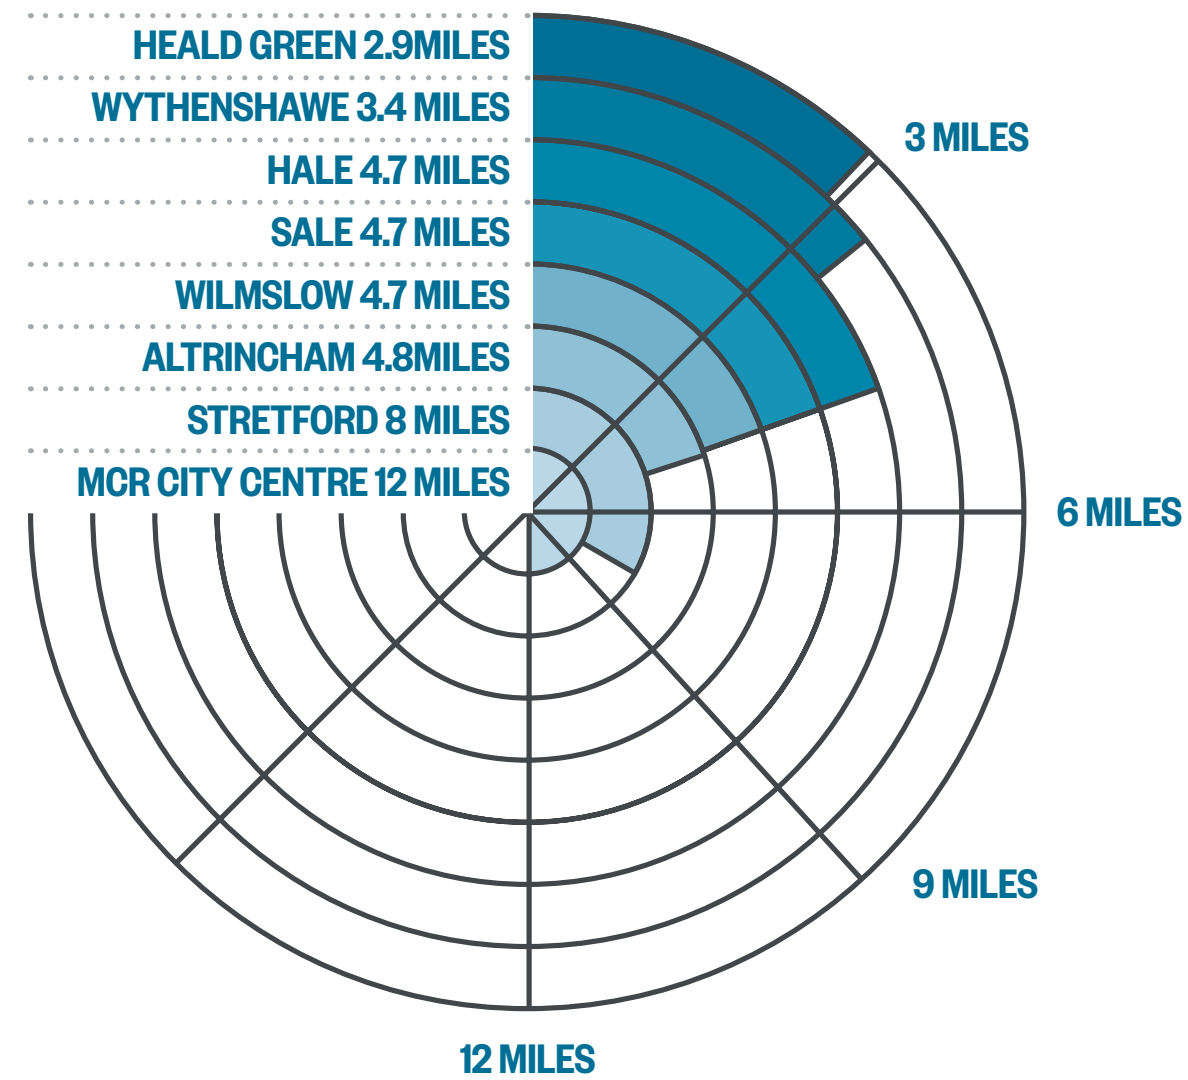 HEALD GREEN 2.9MILES
WYTHENSHAWE 3.4 MILES
HALE 4.7 MILES
SALE 4.7 MILES
WILMSLOW 4.7 MILES
ALTRINCHAM 4.8MILES
STRETFORD 8 MILES
MCR CITY CENTRE 12 MILES
3 MILES
6 MILES
9 MILES
12 MILES